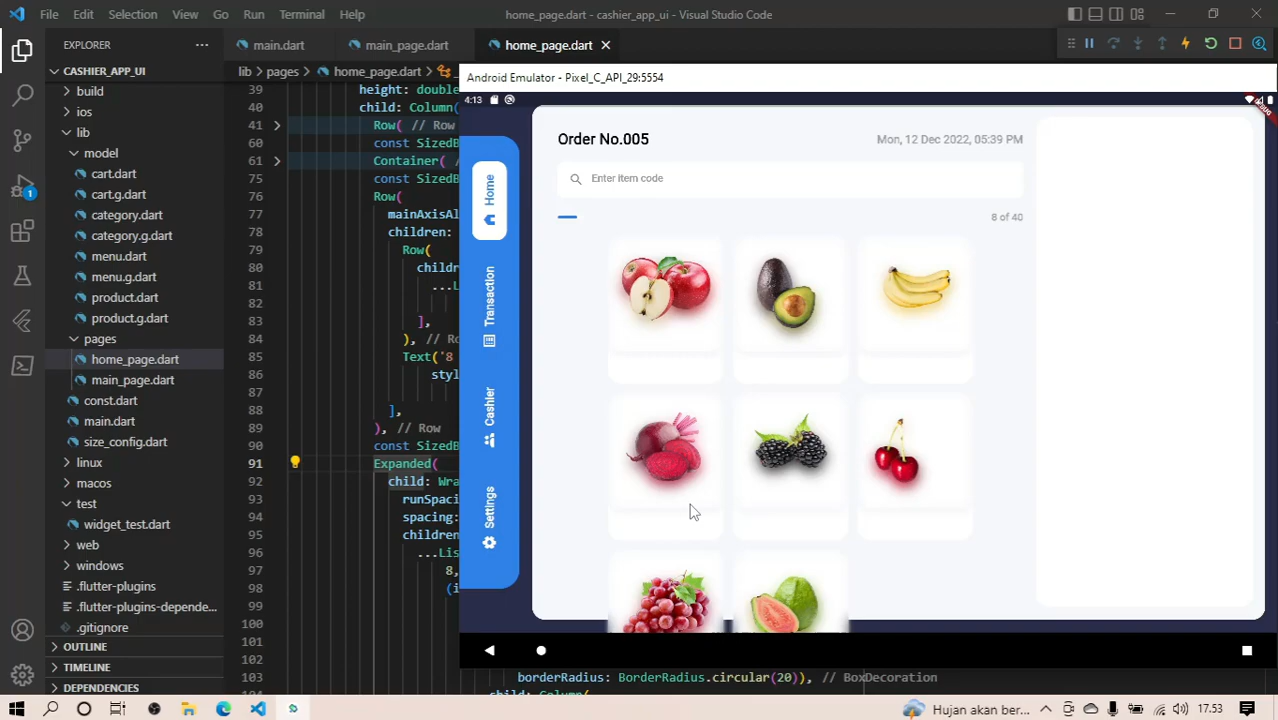 File Edit Selection View Go Run Terminal Help
home_page.dart - cashier_app_ui - Visual Studio Code
EXPLORER
main.dart
main_page.dart
home_page.dart
CASHIER_APP_UI
lib > pages > home_page.dart >
build
ios
lib
model
cart.dart
cart.g.dart
category.dart
category.g.dart
menu.dart
menu.g.dart
product.dart
product.g.dart
pages
home_page.dart
main_page.dart
const.dart
main.dart
size_config.dart
linux
macos
test
widget_test.dart
web
windows
.flutter-plugins
.flutter-plugins-depende...
.gitignore
OUTLINE
TIMELINE
DEPENDENCIES
1
39 height: double
40 child: Column(
41 Row( // Row
60 const SizedB
61 Container( /
75 const SizedB
76 Row(
77 mainAxisAl
78 children:
79 Row(
80 childr
81 ...L
82 ],
83 ), // Ro
84 Text('8
85 styl
86 ],
87
88 ), // Row
89
90 const SizedB
91 Expanded(
92 child: Wra
93 runSpaci
94 spacing:
95 children
96 ...Lis
97 8,
98 (i
99
100
101
102
103 borderRadius: BorderRadius.circular(20)), // BoxDecoration
child: Column(
Android Emulator - Pixel_C_API_29:5554
4:13
DEBUG
Home
Transaction
Cashier
Settings
Order No.005
Mon, 12 Dec 2022, 05:39 PM
Enter item code
8 of 40
Hujan akan ber...
17.53